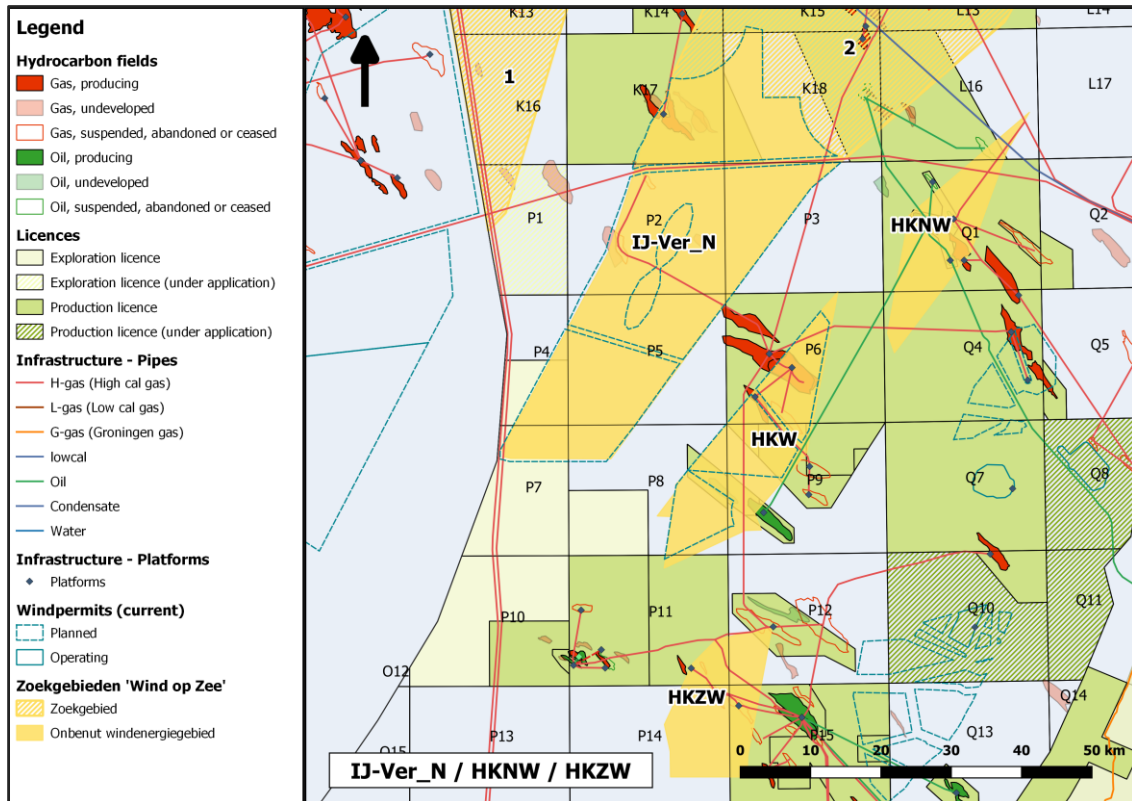 Legend
Hydrocarbon fields
Gas, producing
Gas, undeveloped
Gas, suspended, abandoned or ceased
Oil, producing
Oil, undeveloped
Oil, suspended, abandoned or ceased
Licences
Exploration licence
Exploration licence (under application)
Production licence
Production licence (under application)
Infrastructure - Pipes
H-gas (High cal gas)
L-gas (Low cal gas)
G-gas (Groningen gas)
lowcal
Oil
Condensate
Water
Infrastructure - Platforms
Platforms
Windpermits (current)
Planned
Operating
Zoekgebieden 'Wind op Zee'
Zoekgebied
Onbenut windenergiegebied
K13 K14 K15 L13 L14
1 2
K16 K17 K18 L16 L17
P1 P2 P3 Q1 Q2
IJ-Ver_N HKNW
P4 P5 P6 Q4 Q5
HKW
P7 P8 P9 Q7 Q8
P10 P11 P12 Q10 Q11
O12
HKZW
P13 P14 P15 Q13 Q14
O15
IJ-Ver_N / HKNW / HKZW
0 10 20 30 40 50 km